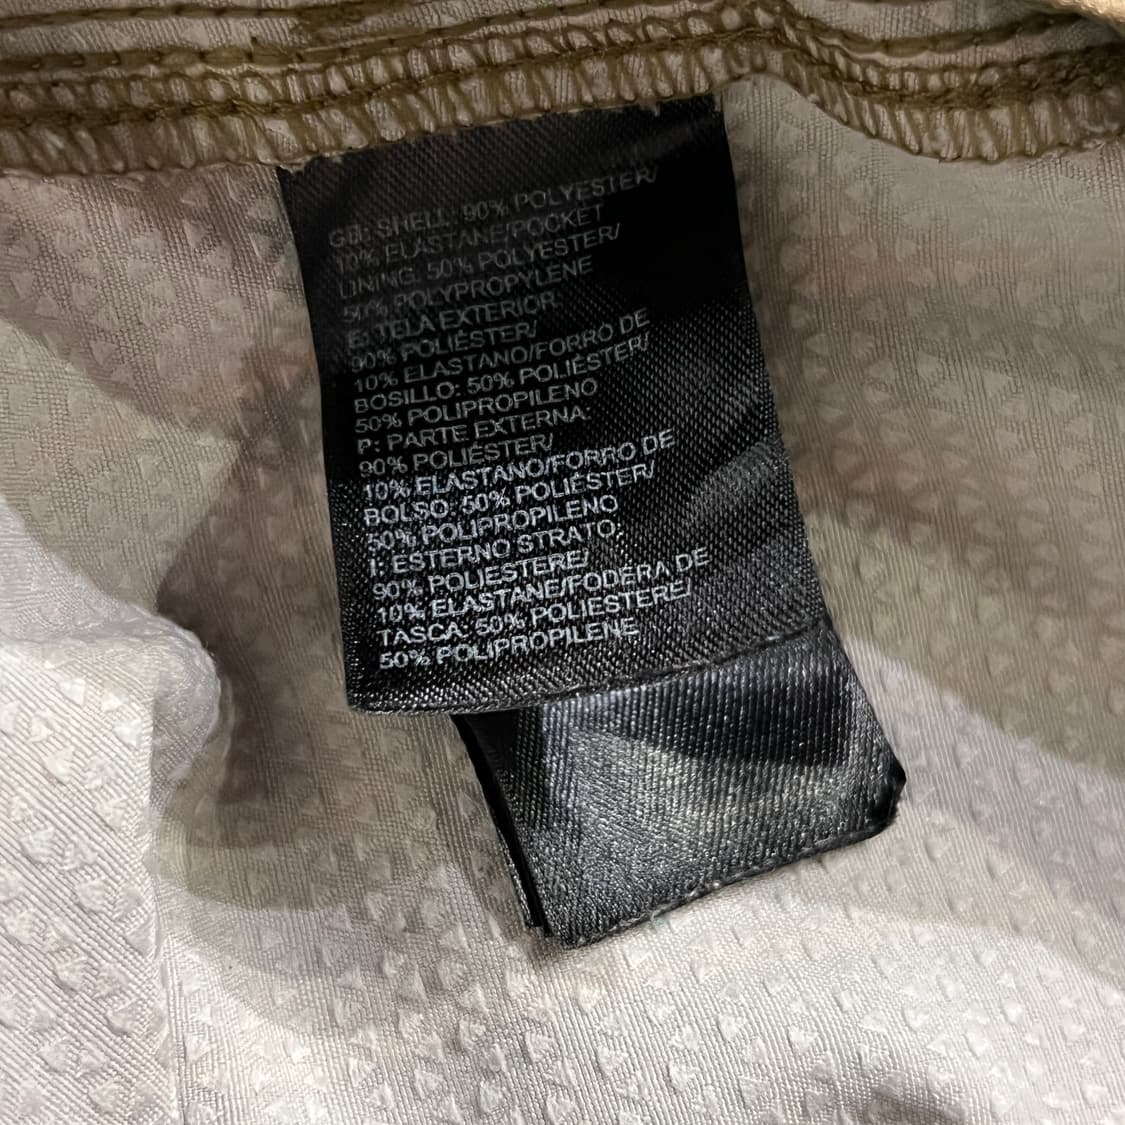 GB: SHELL: 90% POLYESTER/
10% ELASTANE/POCKET
LINING: 50% POLYESTER/
50% POLYPROPYLENE
E: TELA EXTERIOR:
90% POLIÉSTER/
10% ELASTANO/FORRO DE
BOSILLO: 50% POLIÉSTER/
50% POLIPROPILENO
P: PARTE EXTERNA:
90% POLIÉSTER/
10% ELASTANO/FORRO DE
BOLSO: 50% POLIÉSTER/
50% POLIPROPILENO
I: ESTERNO STRATO:
90% POLIESTERE/
10% ELASTANE/FODERA DE
TASCA: 50% POLIESTERE/
50% POLIPROPILENE